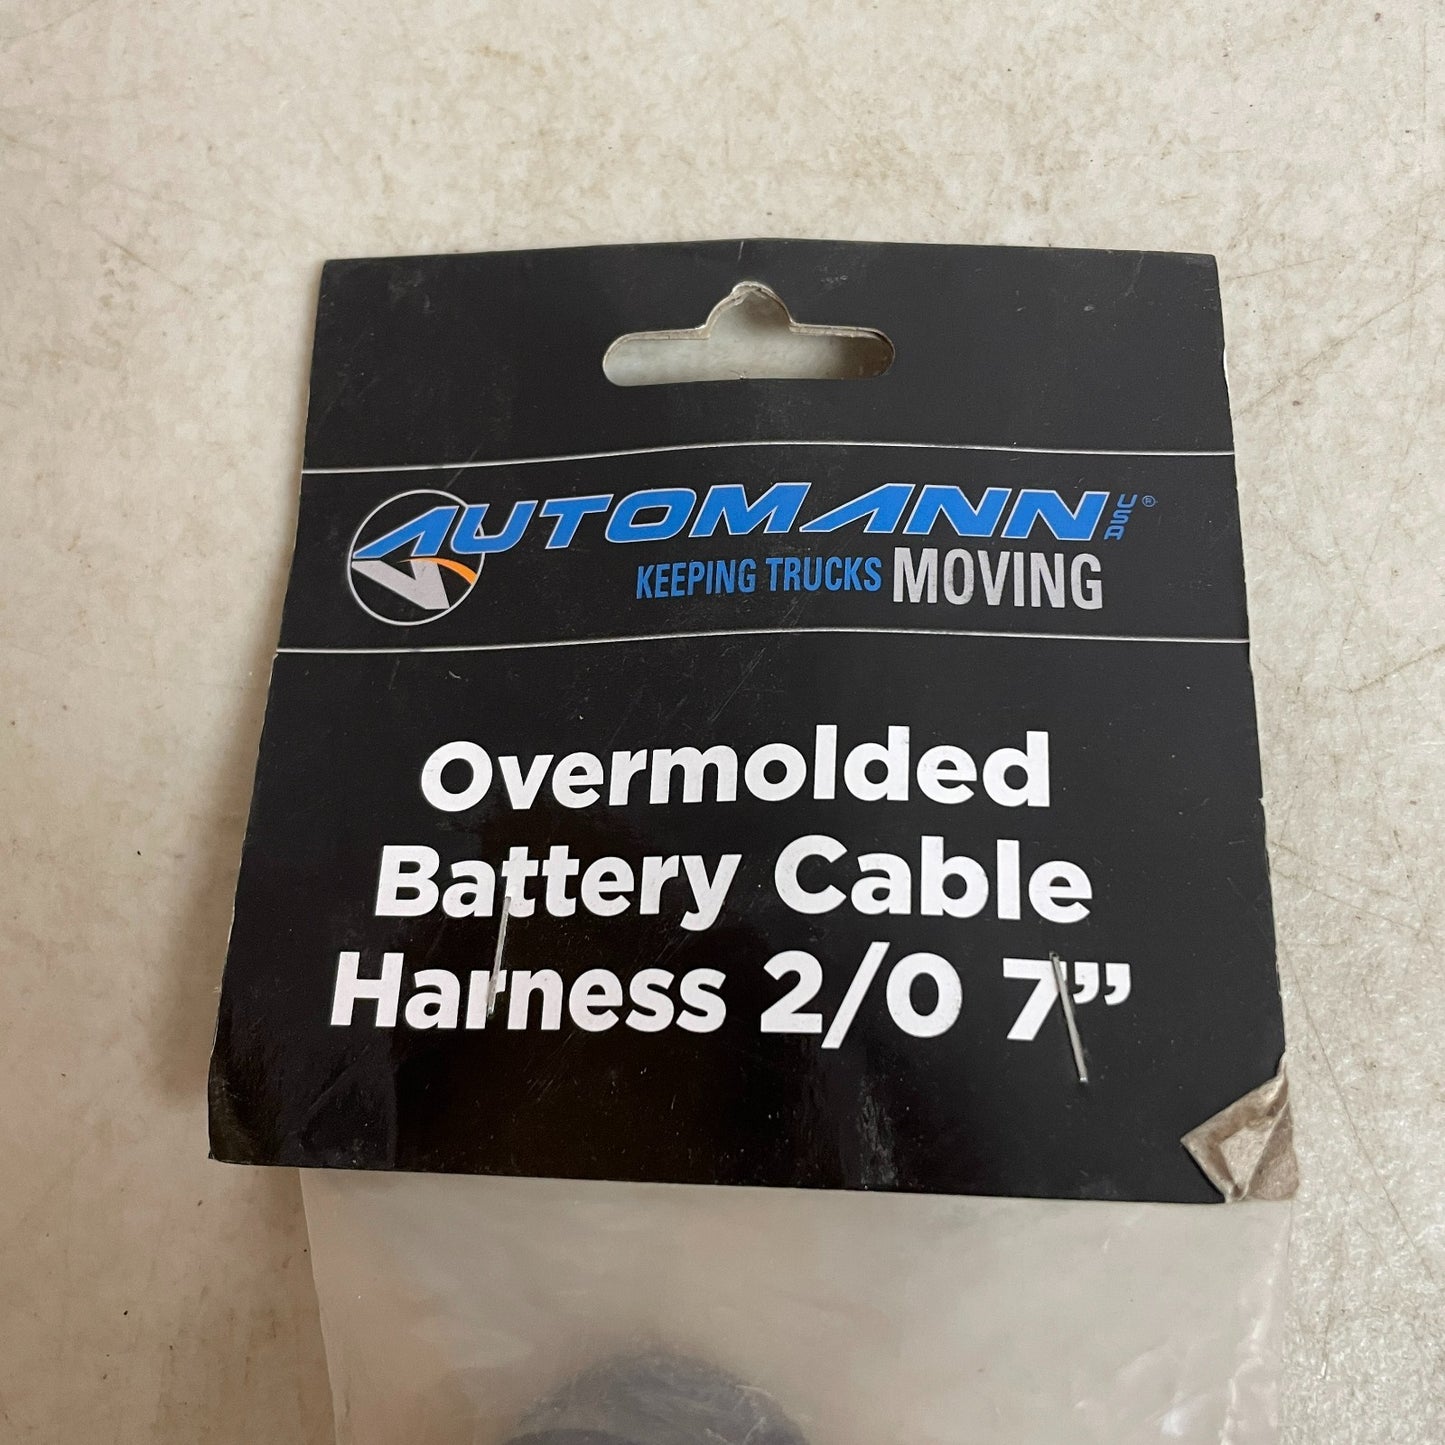 AUTOMANN USA®
KEEPING TRUCKS MOVING
Overmolded
Battery Cable
Harness 2/0 7”